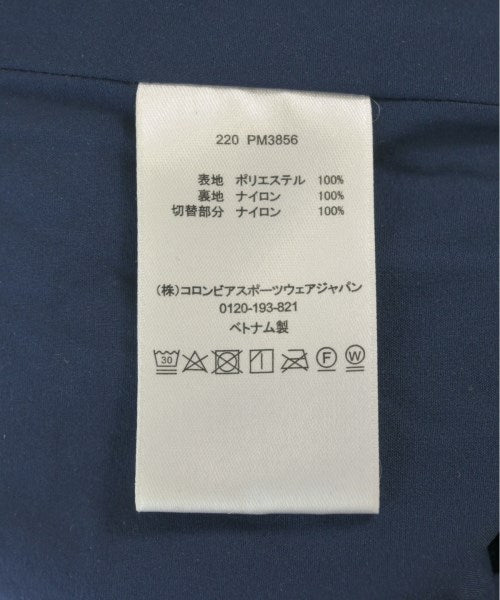 220 PM3856
表地 ポリエステル 100%
裏地 ナイロン 100%
切替部分 ナイロン 100%
(株)コロンビアスポーツウェアジャパン
0120-193-821
ベトナム製
30 F W